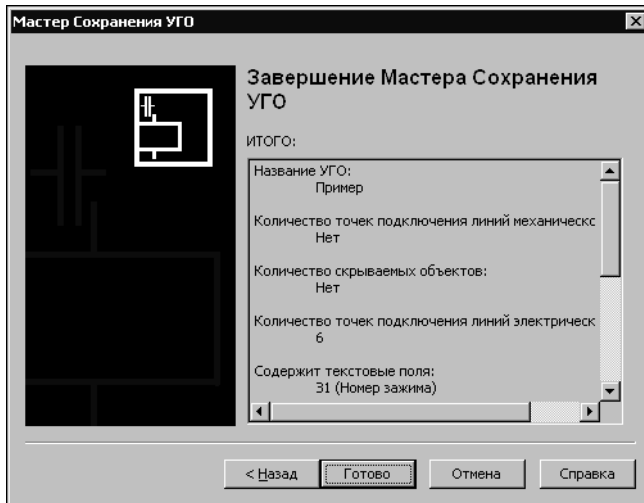 Мастер Сохранения УГО
Завершение Мастера Сохранения
УГО
ИТОГО:
Название УГО:
Пример
Количество точек подключения линий механическс
Нет
Количество скрываемых объектов:
Нет
Количество точек подключения линий электрическ
6
Содержит текстовые поля:
31 (Номер зажима)
< Назад
Готово
Отмена
Справка